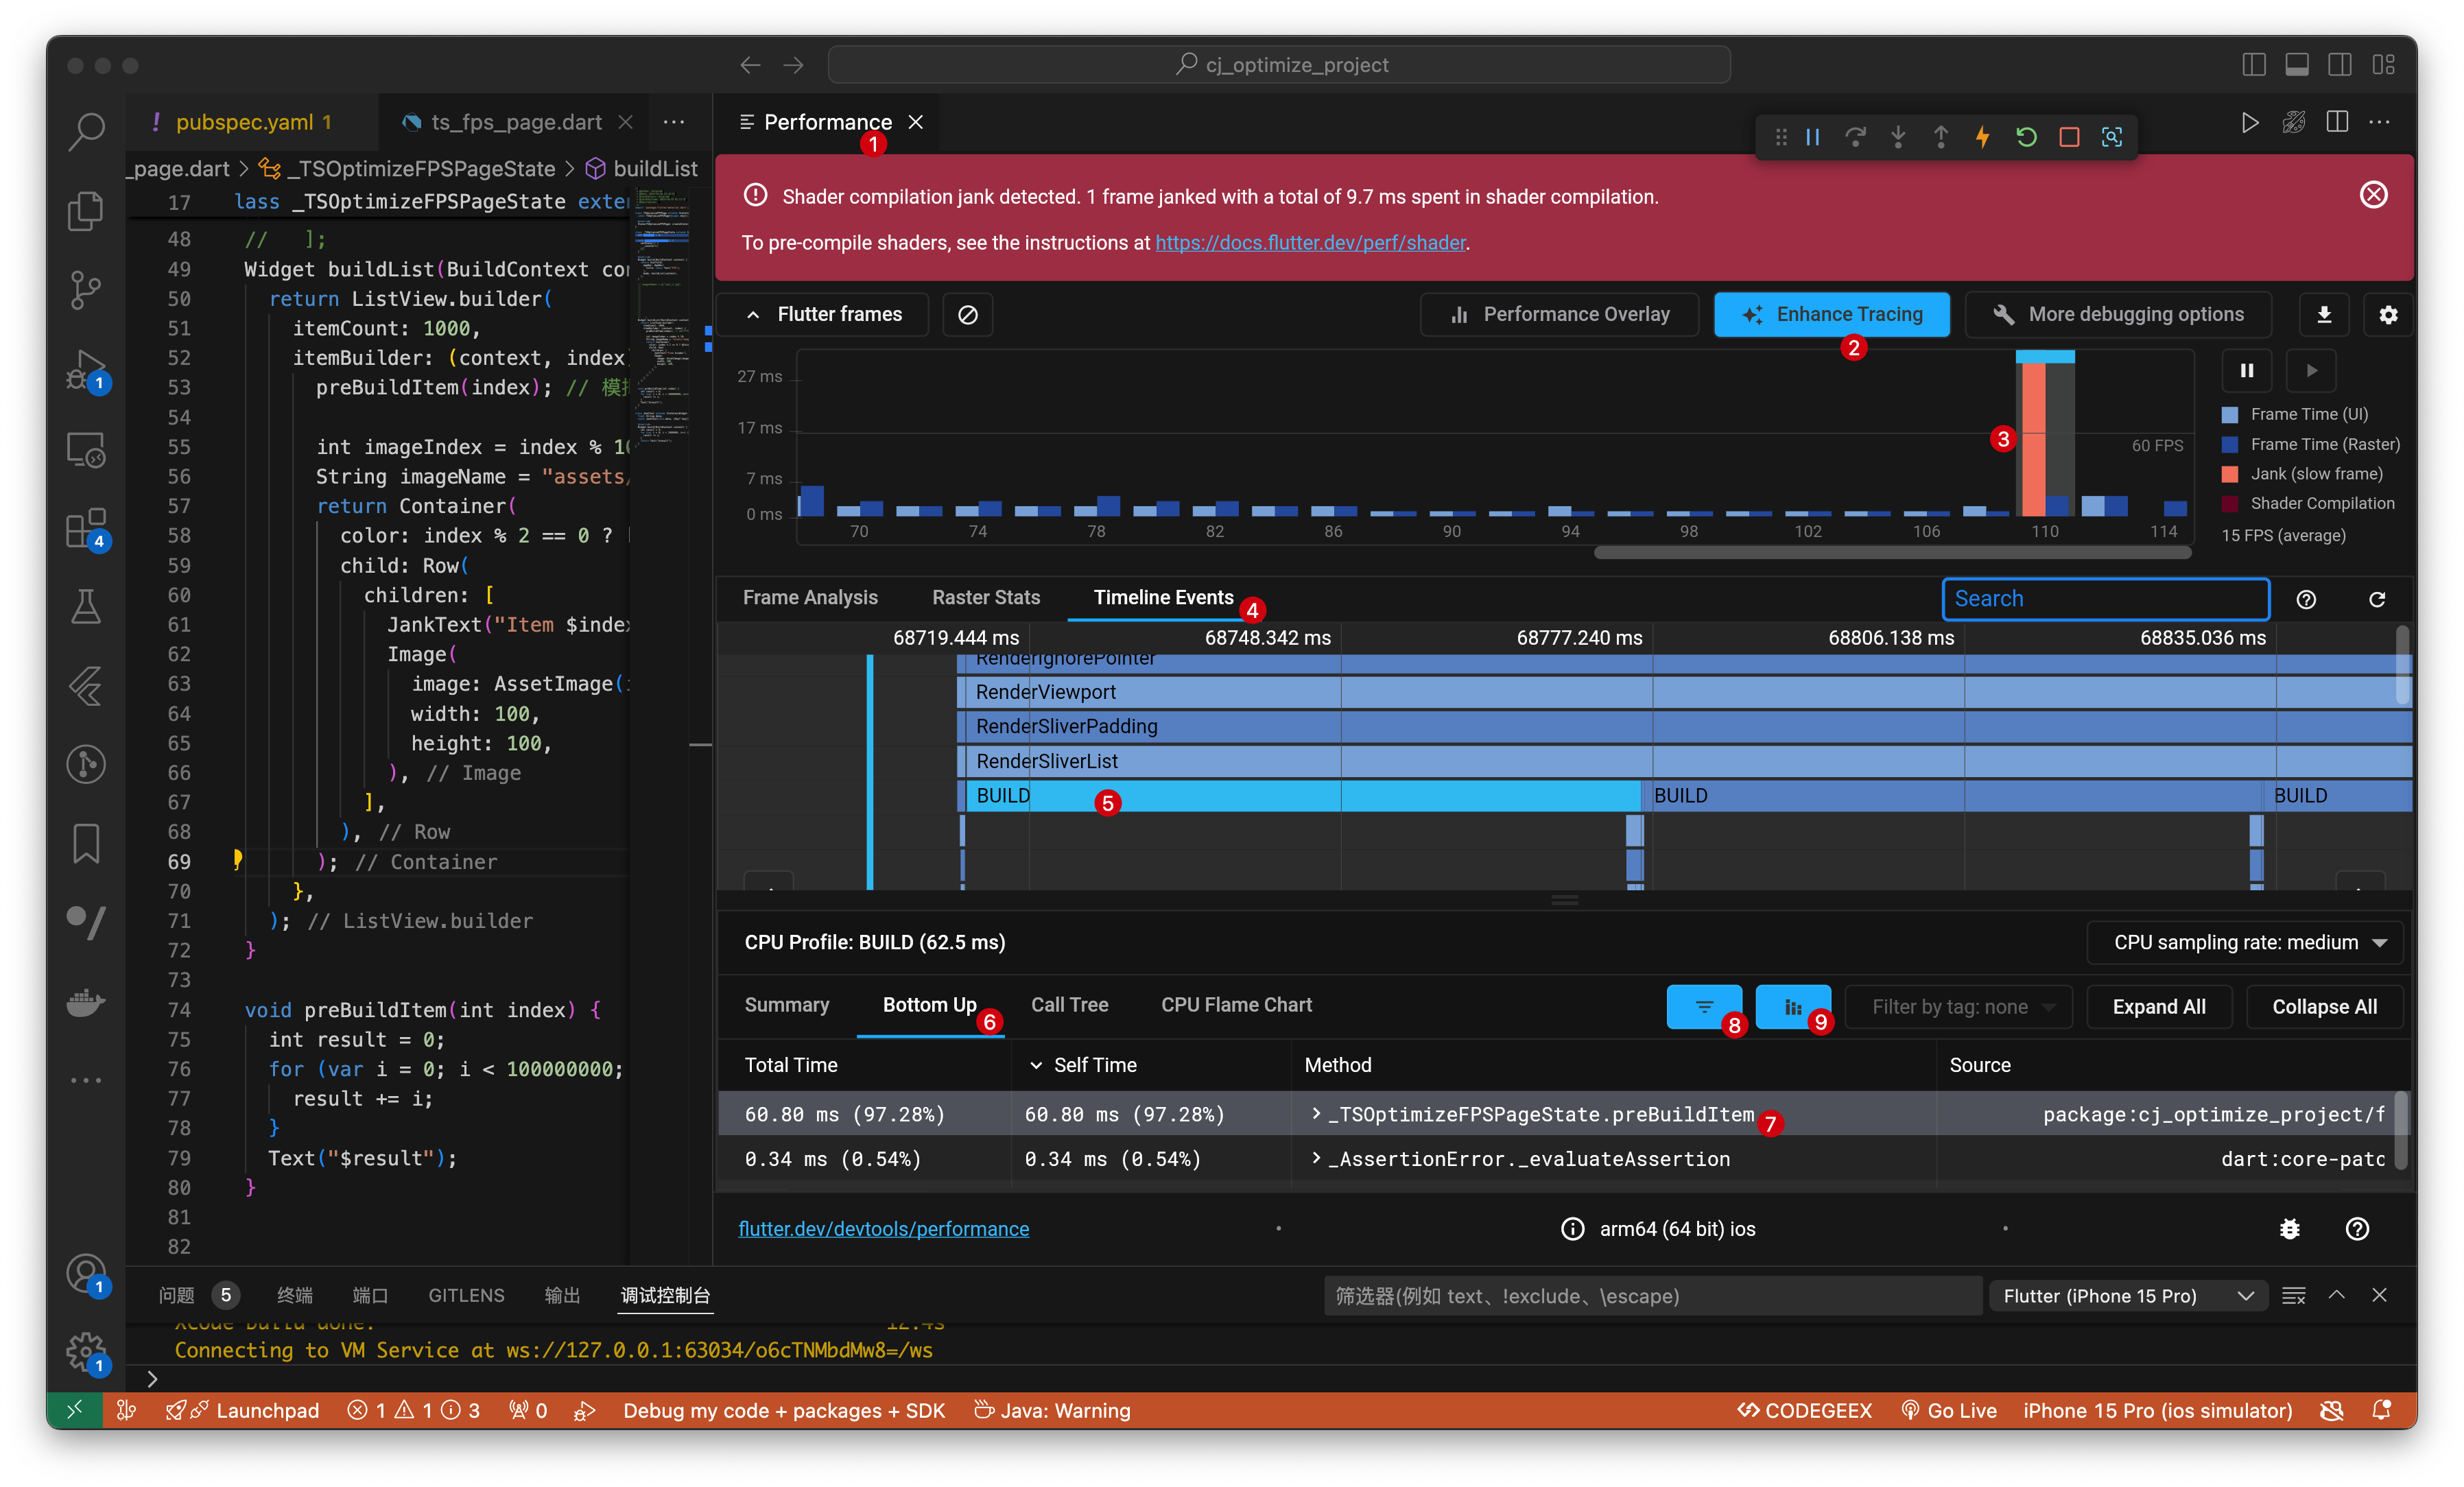 cj_optimize_project
pubspec.yaml 1
ts_fps_page.dart
_page.dart > _TSOptimizeFPSPageState > buildList
17 lass _TSOptimizeFPSPageState exter
48 // ];
49 Widget buildList(BuildContext co
50 return ListView.builder(
51 itemCount: 1000,
52 itemBuilder: (context, index
53 preBuildItem(index); // 模
54
55 int imageIndex = index % 1
56 String imageName = "assets/
57 return Container(
58 color: index % 2 == 0 ?
59 child: Row(
60 children: [
61 JankText("Item $index
62 Image(
63 image: AssetImage(i
64 width: 100,
65 height: 100,
66 ), // Image
67 ],
68 ), // Row
69 ); // Container
70 },
71 ); // ListView.builder
72 }
73
74 void preBuildItem(int index) {
75 int result = 0;
76 for (var i = 0; i < 100000000;
77 result += i;
78 }
79 Text("$result");
80 }
81
82
Performance
1
Shader compilation jank detected. 1 frame janked with a total of 9.7 ms spent in shader compilation.
To pre-compile shaders, see the instructions at https://docs.flutter.dev/perf/shader.
Flutter frames
Performance Overlay
Enhance Tracing
2
More debugging options
27 ms
17 ms
7 ms
0 ms
3
60 FPS
70 74 78 82 86 90 94 98 102 106 110 114
Frame Time (UI)
Frame Time (Raster)
Jank (slow frame)
Shader Compilation
15 FPS (average)
Frame Analysis
Raster Stats
Timeline Events
4
Search
68719.444 ms 68748.342 ms 68777.240 ms 68806.138 ms 68835.036 ms
RenderIgnorePointer
RenderViewport
RenderSliverPadding
RenderSliverList
BUILD 5 BUILD BUILD
CPU Profile: BUILD (62.5 ms)
CPU sampling rate: medium
Summary
Bottom Up
6
Call Tree
CPU Flame Chart
8
9
Filter by tag: none
Expand All
Collapse All
Total Time Self Time Method Source
60.80 ms (97.28%) 60.80 ms (97.28%) _TSOptimizeFPSPageState.preBuildItem 7 package:cj_optimize_project/f
0.34 ms (0.54%) 0.34 ms (0.54%) _AssertionError._evaluateAssertion dart:core-patc
flutter.dev/devtools/performance
arm64 (64 bit) ios
1
4
1
1
问题 5 终端 端口 GITLENS 输出 调试控制台
筛选器(例如 text、!exclude、\escape)
Flutter (iPhone 15 Pro)
Xcode build done. 12.4s
Connecting to VM Service at ws://127.0.0.1:63034/o6cTNMbdMw8=/ws
Launchpad 1 1 3 0 Debug my code + packages + SDK Java: Warning CODEGEEX Go Live iPhone 15 Pro (ios simulator)